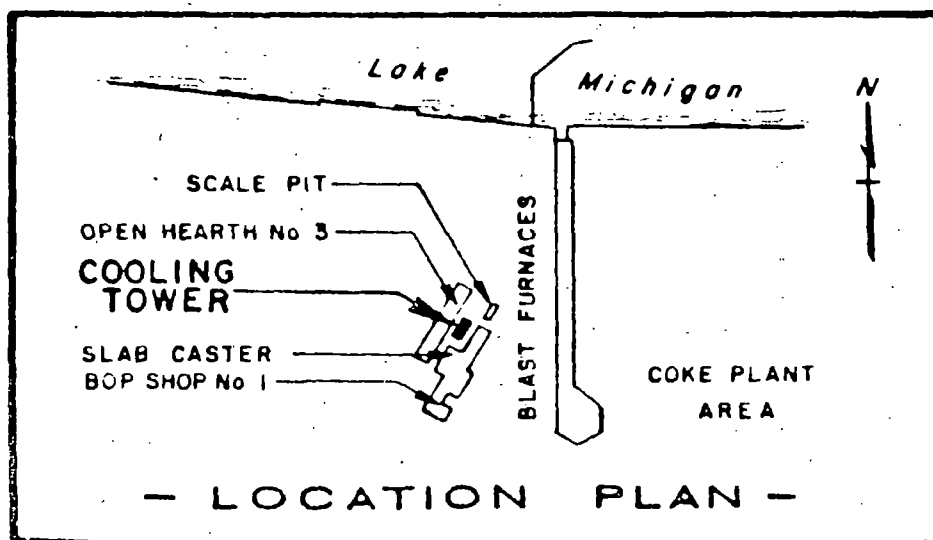 Lake Michigan
N
SCALE PIT
OPEN HEARTH No 3
COOLING
TOWER
SLAB CASTER
BOP SHOP No 1
BLAST FURNACES
COKE PLANT
AREA
- LOCATION PLAN -